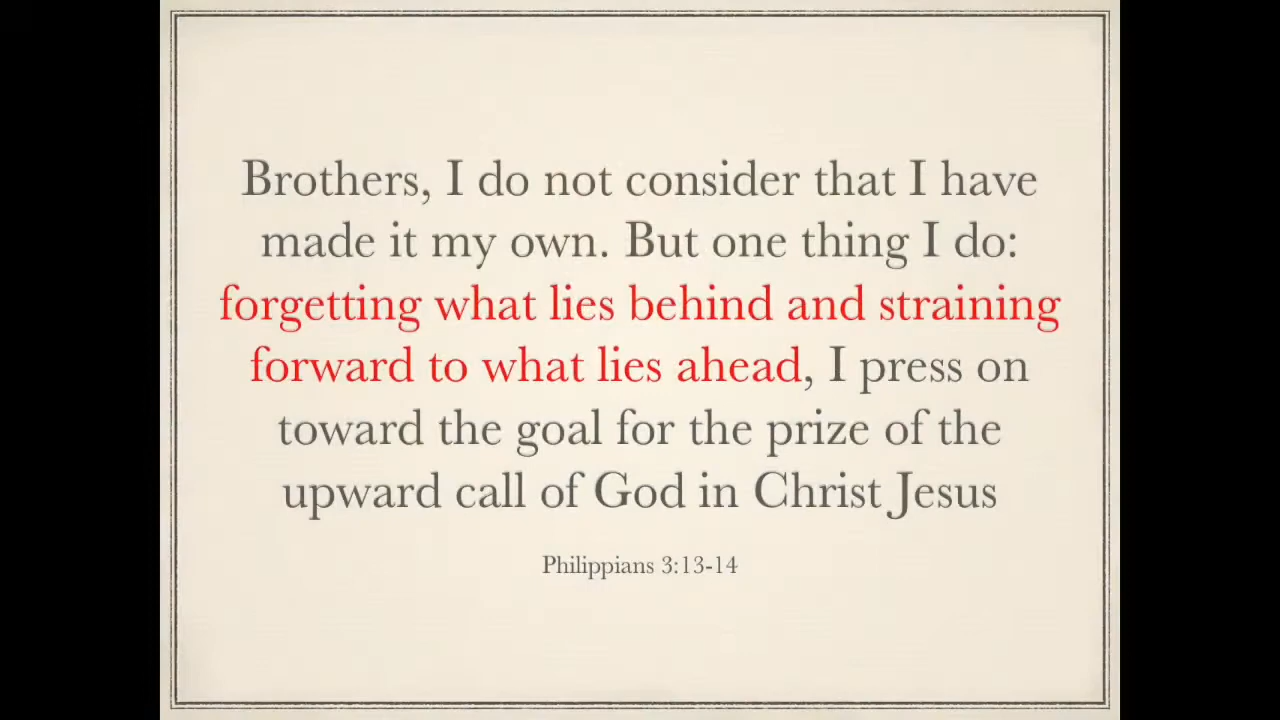 Brothers, I do not consider that I have
made it my own. But one thing I do:
forgetting what lies behind and straining
forward to what lies ahead, I press on
toward the goal for the prize of the
upward call of God in Christ Jesus
Philippians 3:13-14